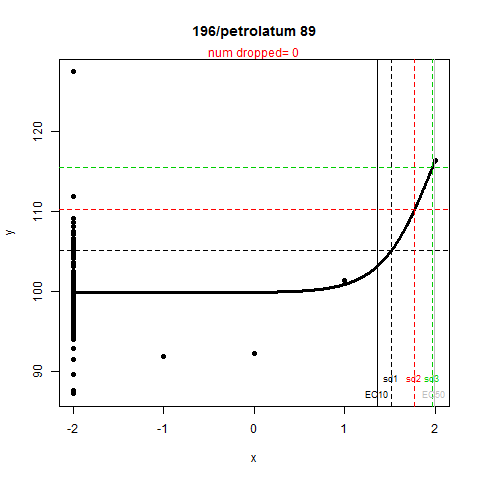 196/petrolatum 89
num dropped= 0
120
110
100
90
y
sd1 sd2 sd3
EC10 EC50
-2 -1 0 1 2
x